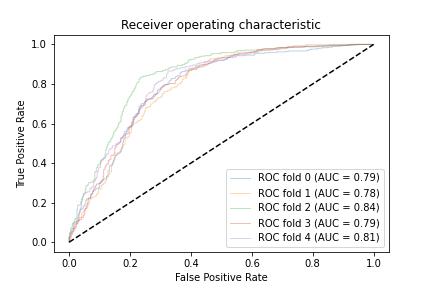 Receiver operating characteristic
True Positive Rate
1.0
0.8
0.6
0.4
0.2
0.0
ROC fold 0 (AUC = 0.79)
ROC fold 1 (AUC = 0.78)
ROC fold 2 (AUC = 0.84)
ROC fold 3 (AUC = 0.79)
ROC fold 4 (AUC = 0.81)
0.0 0.2 0.4 0.6 0.8 1.0
False Positive Rate